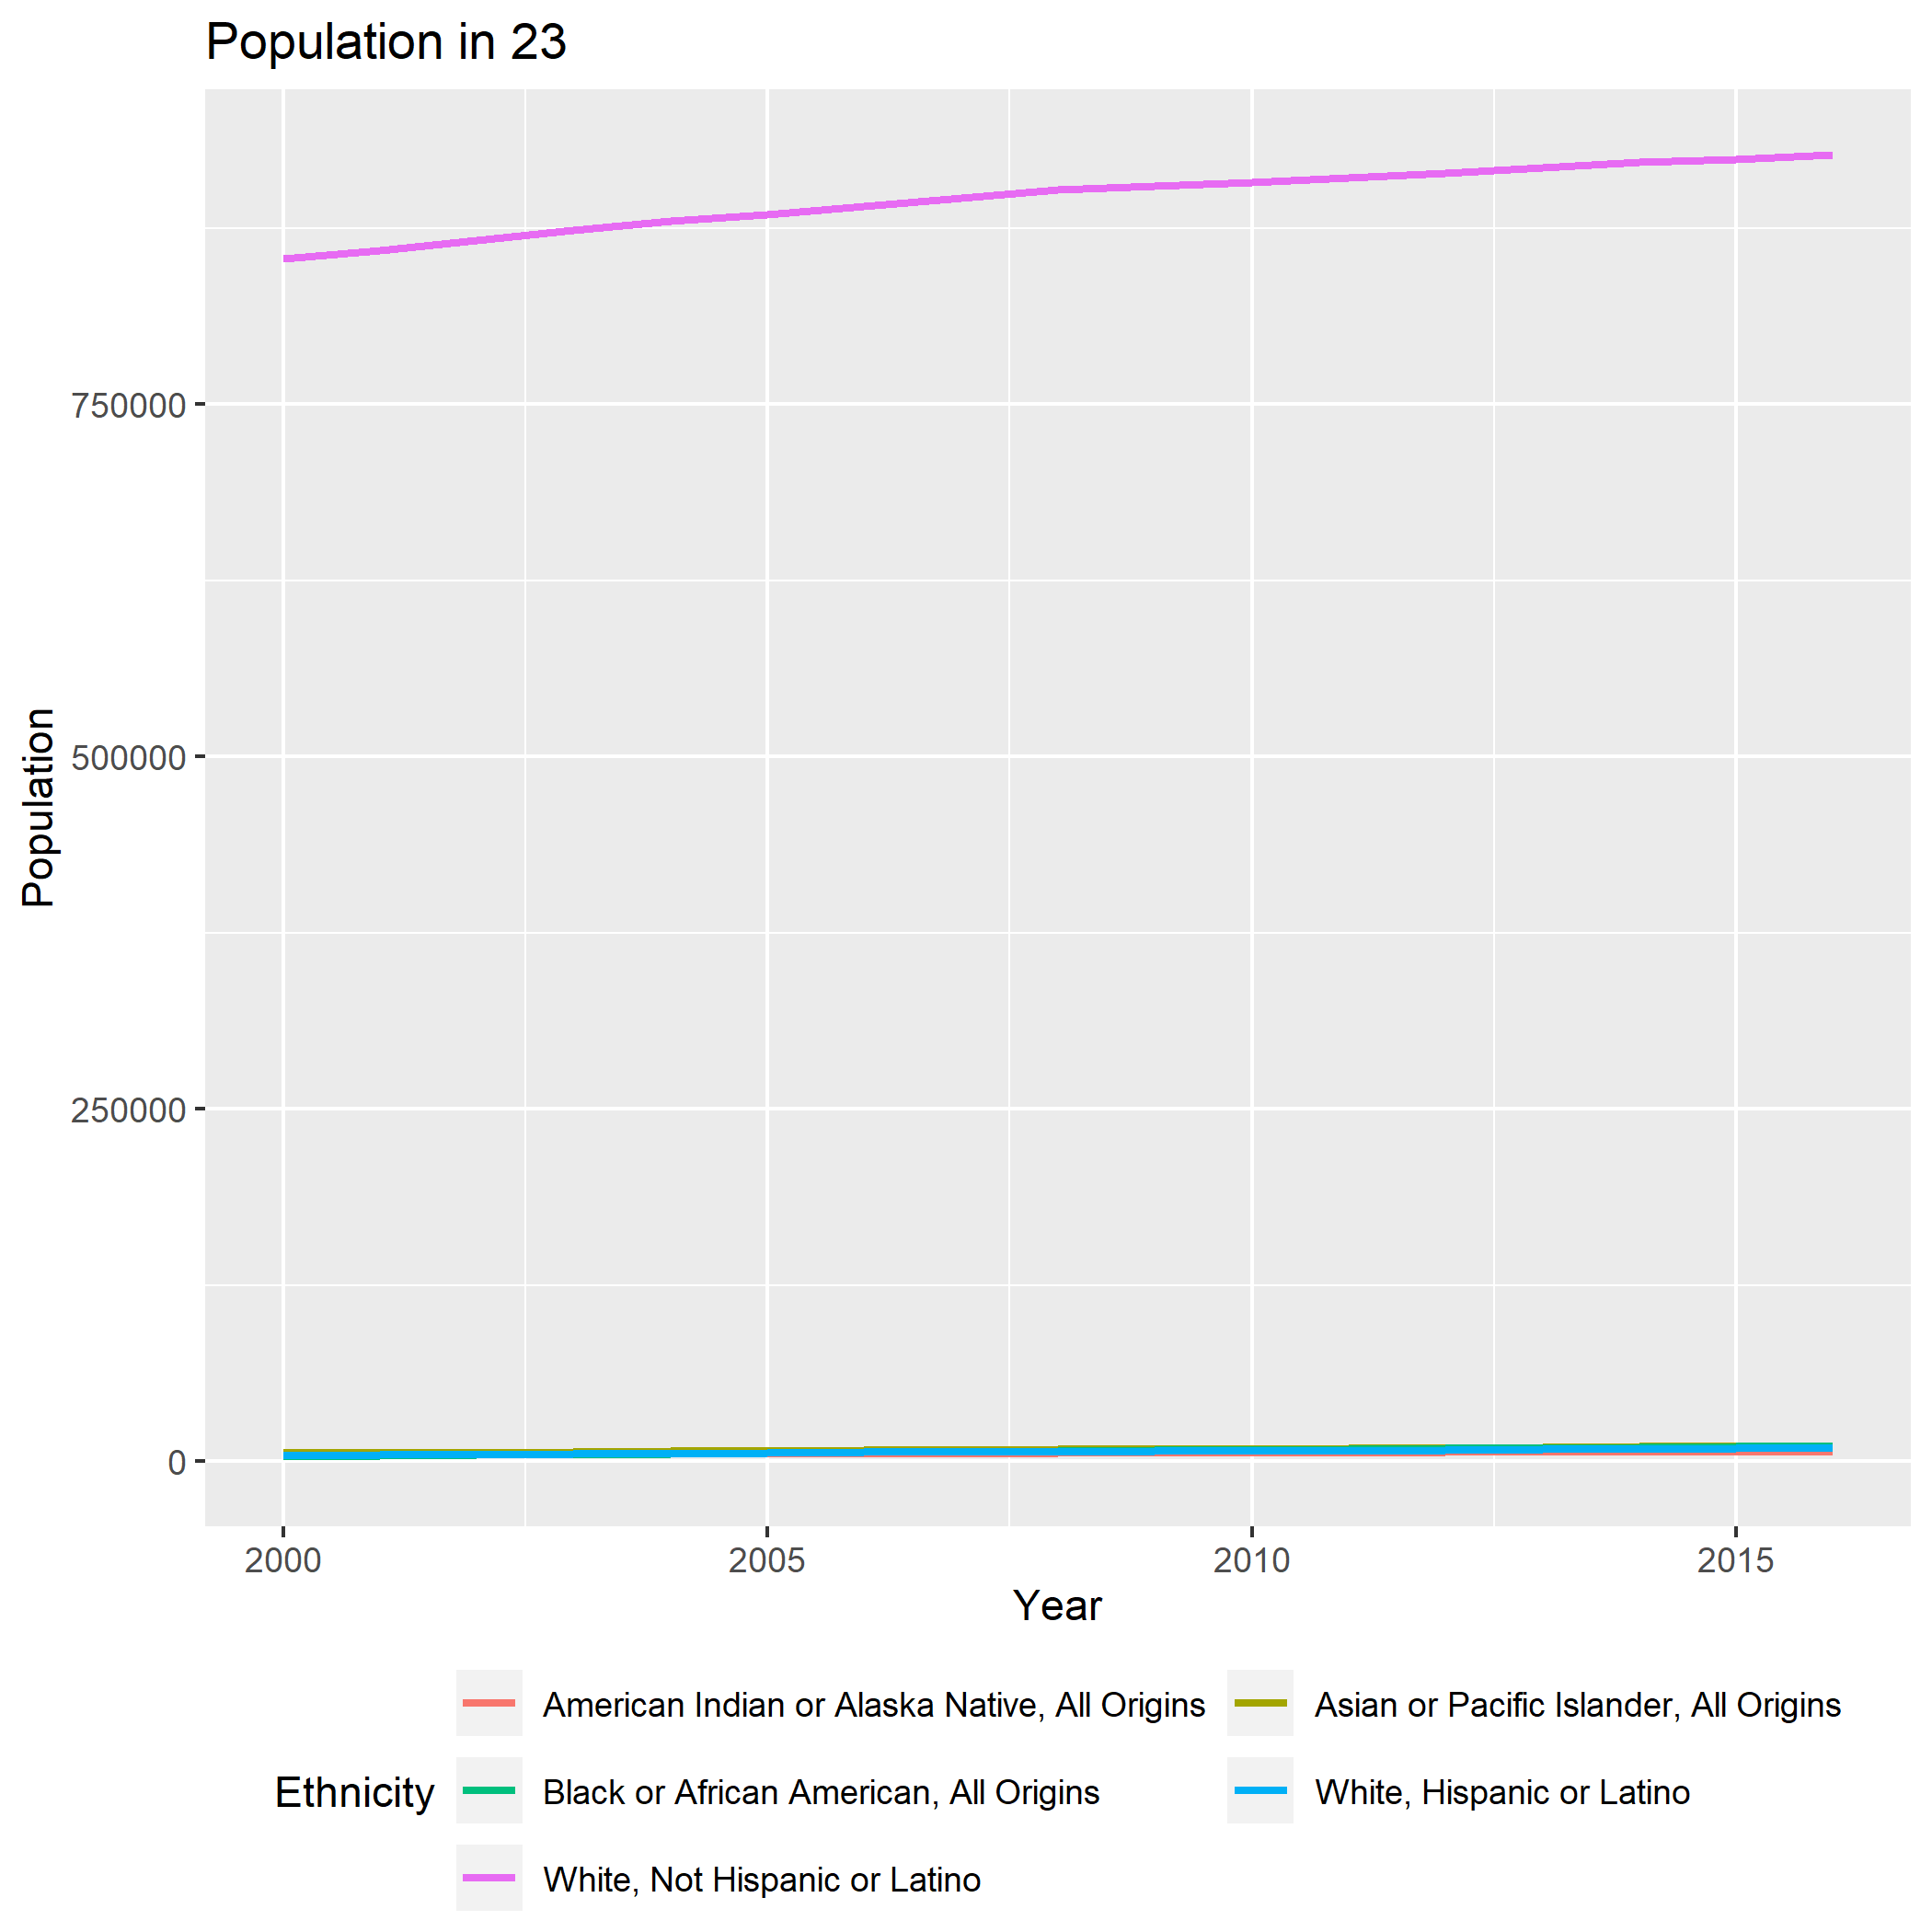 Population in 23
Population
750000
500000
250000
0
2000 2005 2010 2015
Year
Ethnicity
American Indian or Alaska Native, All Origins
Asian or Pacific Islander, All Origins
Black or African American, All Origins
White, Hispanic or Latino
White, Not Hispanic or Latino